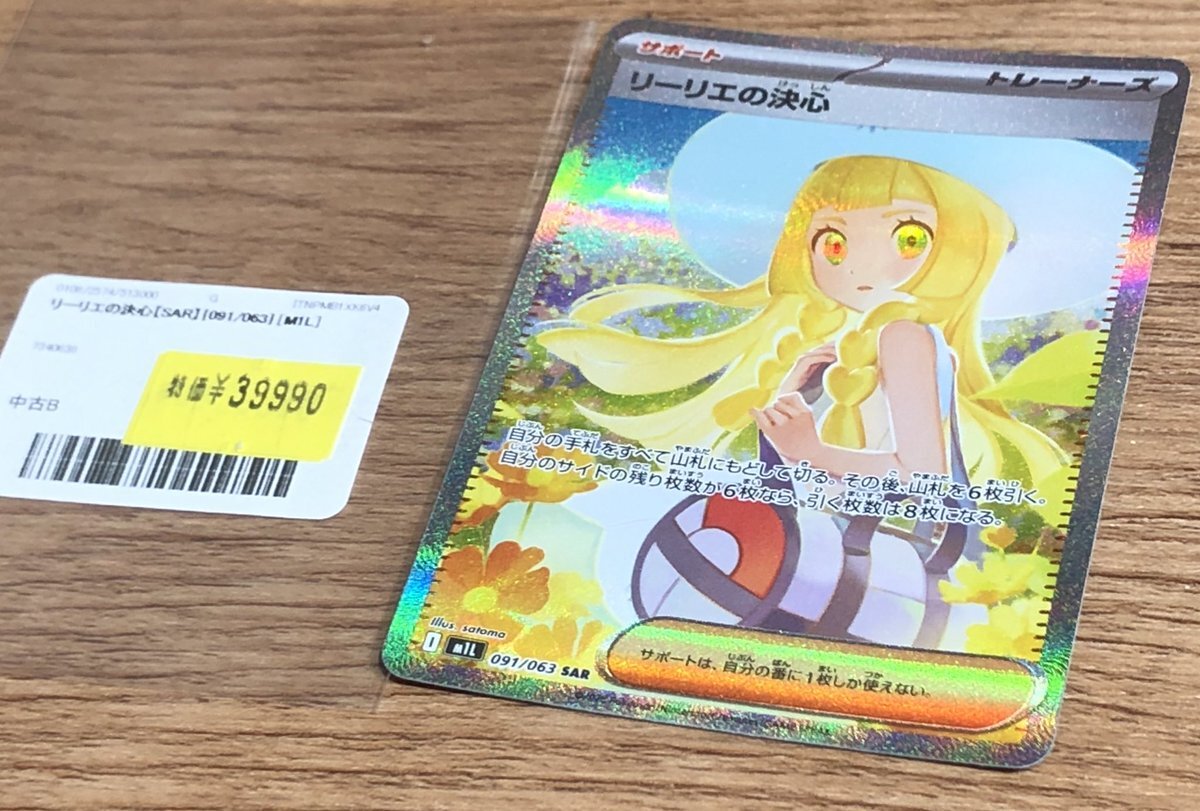 リーリエの決心[SAR][091/063][M1L]
中古B
特価¥39990
サポート
トレーナーズ
リーリエの決心
自分の手札をすべて山札にもどして切る。その後、山札を6枚引く。
自分のサイドの残り枚数が6枚なら、引く枚数は8枚になる。
Illus. satoma
I M1L 091/063 SAR
サポートは、自分の番に1枚しか使えない。